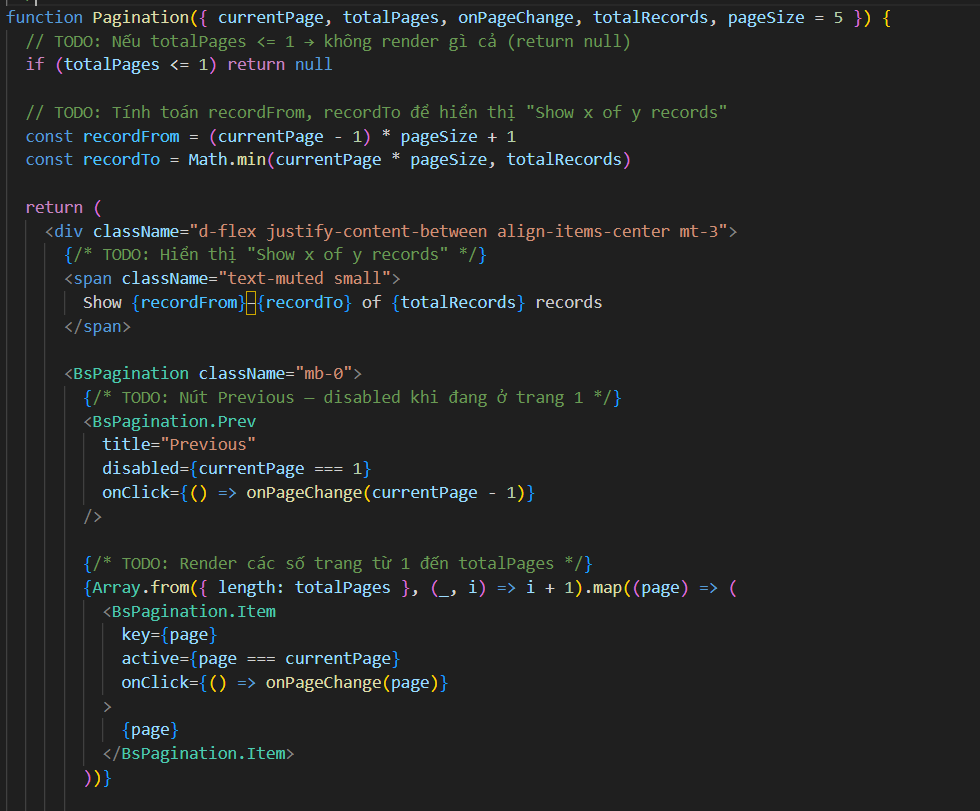 function Pagination({ currentPage, totalPages, onPageChange, totalRecords, pageSize = 5 }) {
// TODO: Nếu totalPages <= 1 → không render gì cả (return null)
if (totalPages <= 1) return null
// TODO: Tính toán recordFrom, recordTo để hiển thị "Show x of y records"
const recordFrom = (currentPage - 1) * pageSize + 1
const recordTo = Math.min(currentPage * pageSize, totalRecords)
return (
<div className="d-flex justify-content-between align-items-center mt-3">
{/* TODO: Hiển thị "Show x of y records" */}
<span className="text-muted small">
Show {recordFrom}–{recordTo} of {totalRecords} records
</span>
<BsPagination className="mb-0">
{/* TODO: Nút Previous — disabled khi đang ở trang 1 */}
<BsPagination.Prev
title="Previous"
disabled={currentPage === 1}
onClick={() => onPageChange(currentPage - 1)}
/>
{/* TODO: Render các số trang từ 1 đến totalPages */}
{Array.from({ length: totalPages }, (_, i) => i + 1).map((page) => (
<BsPagination.Item
key={page}
active={page === currentPage}
onClick={() => onPageChange(page)}
>
{page}
</BsPagination.Item>
))}